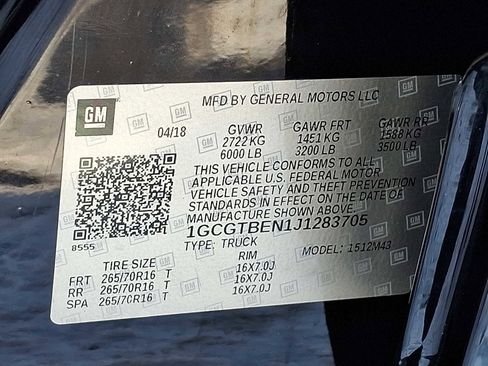 GM
MFD BY GENERAL MOTORS LLC
04/18 GVWR GAWR FRT GAWR RR
2722 KG 1451 KG 1588 KG
6000 LB 3200 LB 3500 LB
THIS VEHICLE CONFORMS TO ALL
APPLICABLE U.S. FEDERAL MOTOR
VEHICLE SAFETY AND THEFT PREVENTION
STANDARDS IN EFFECT ON THE DATE OF
MANUFACTURE SHOWN ABOVE.
8555
1GCGTBEN1J1283705
TYPE: TRUCK MODEL: 1512M43
TIRE SIZE RIM
FRT 265/70R16 T 16X7.0J
RR 265/70R16 T 16X7.0J
SPA 265/70R16 T 16X7.0J